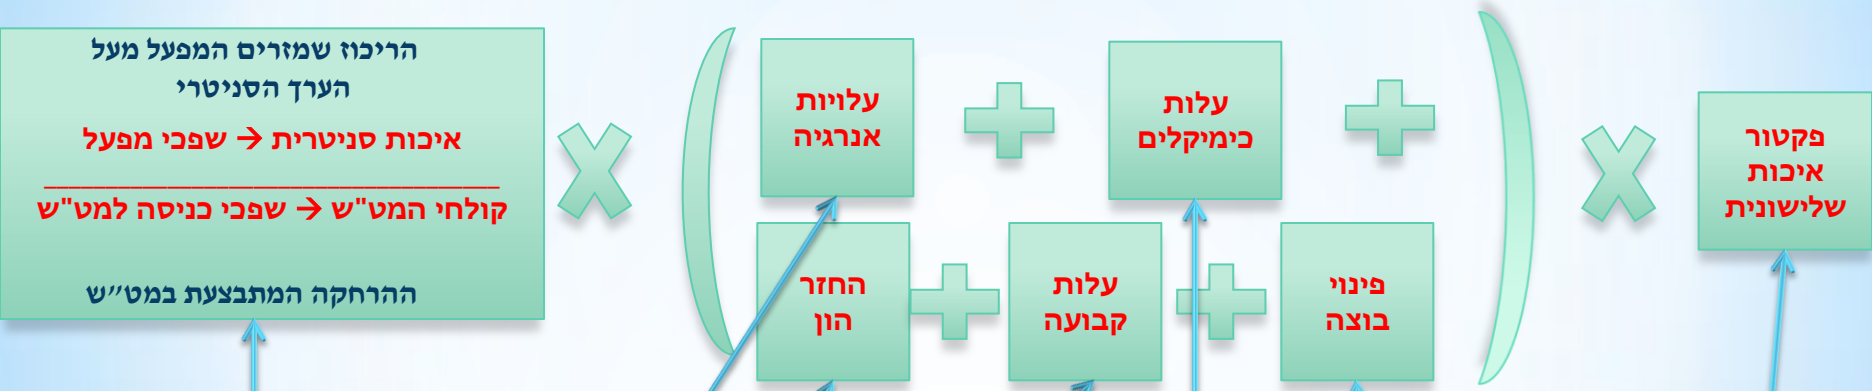 הריכוז שמזרים המפעל מעל
הערך הסניטרי
איכות סניטרית → שפכי מפעל
קולחי המט"ש → שפכי כניסה למט"ש
ההרחקה המתבצעת במט״ש
עלויות
אנרגיה
עלות
כימיקלים
החזר
הון
עלות
קבועה
פינוי
בוצה
פקטור
איכות
שלישונית